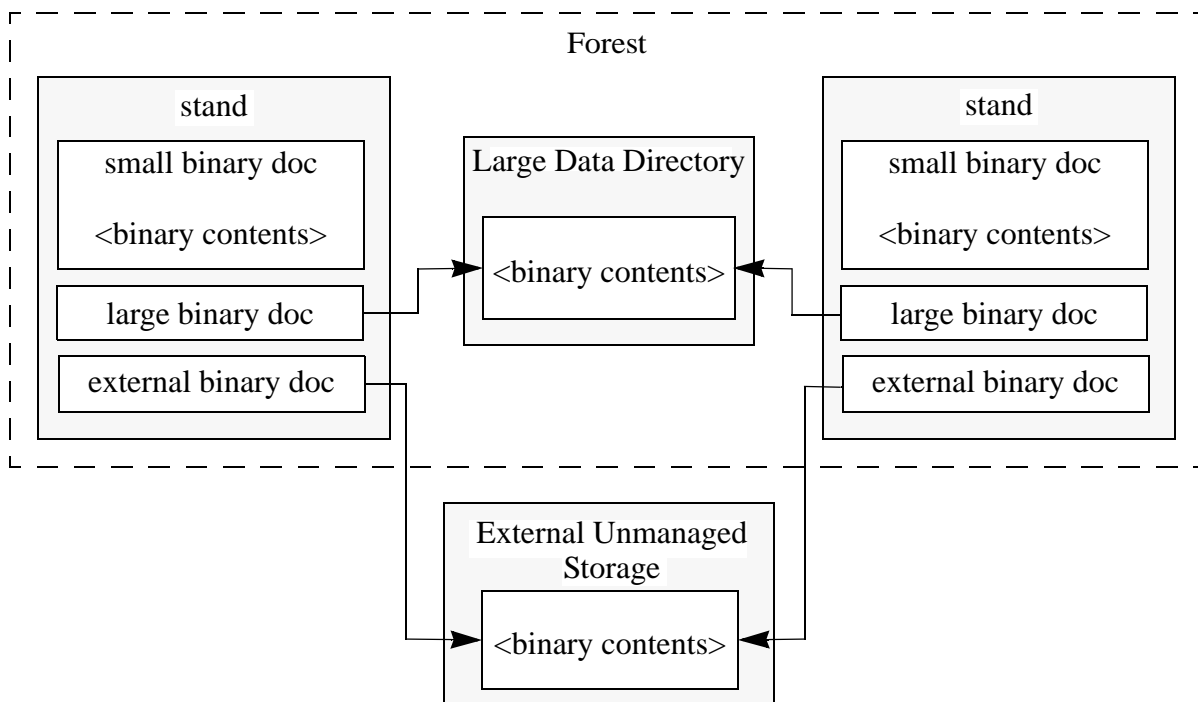 Forest
stand
small binary doc
<binary contents>
large binary doc
external binary doc
Large Data Directory
<binary contents>
stand
small binary doc
<binary contents>
large binary doc
external binary doc
External Unmanaged
Storage
<binary contents>